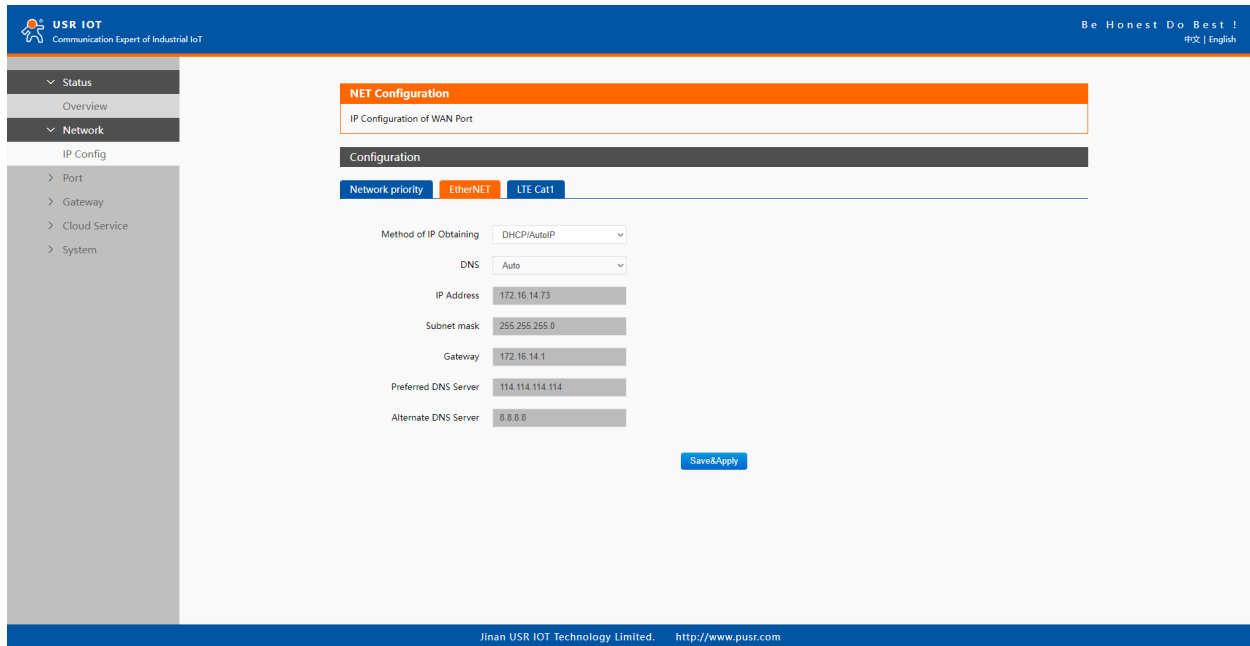 USR IOT
Communication Expert of Industrial IoT
Be Honest Do Best !
中文 | English
Status
Overview
Network
IP Config
Port
Gateway
Cloud Service
System
NET Configuration
IP Configuration of WAN Port
Configuration
Network priority EtherNET LTE Cat1
Method of IP Obtaining DHCP/AutoIP
DNS Auto
IP Address 172.16.14.73
Subnet mask 255.255.255.0
Gateway 172.16.14.1
Preferred DNS Server 114.114.114.114
Alternate DNS Server 8.8.8.8
Save&Apply
Jinan USR IOT Technology Limited. http://www.pusr.com